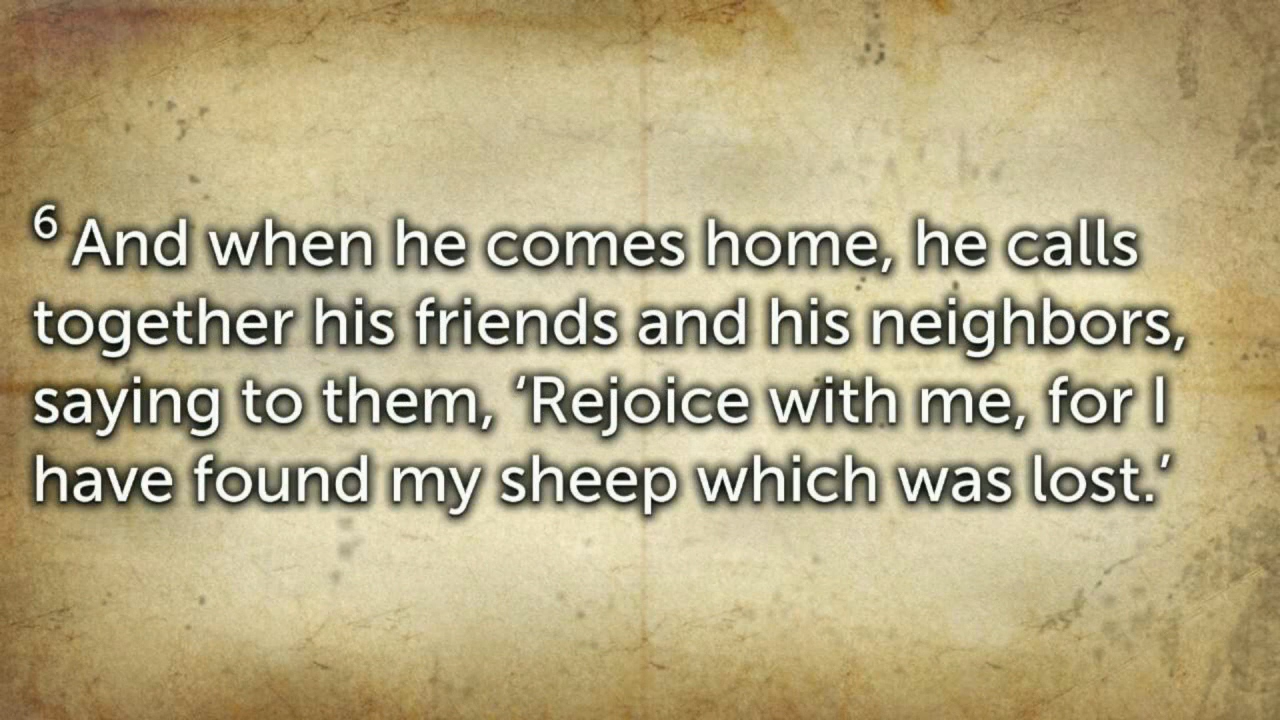 6 And when he comes home, he calls
together his friends and his neighbors,
saying to them, ‘Rejoice with me, for I
have found my sheep which was lost.’